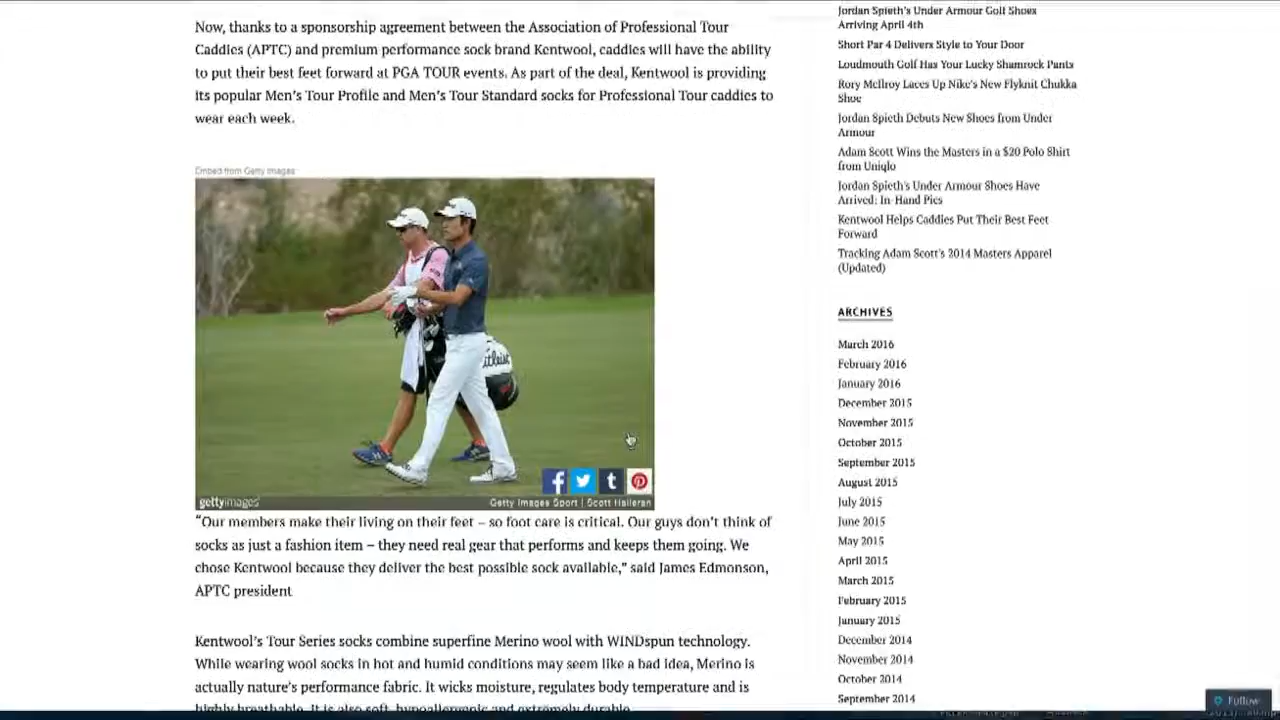 Now, thanks to a sponsorship agreement between the Association of Professional Tour
Caddies (APTC) and premium performance sock brand Kentwool, caddies will have the ability
to put their best feet forward at PGA TOUR events. As part of the deal, Kentwool is providing
its popular Men's Tour Profile and Men's Tour Standard socks for Professional Tour caddies to
wear each week.
Embed from Getty Images
Titleist
gettyimages
Getty Images Sport | Scott Halleran
"Our members make their living on their feet – so foot care is critical. Our guys don't think of
socks as just a fashion item – they need real gear that performs and keeps them going. We
chose Kentwool because they deliver the best possible sock available," said James Edmonson,
APTC president
Kentwool's Tour Series socks combine superfine Merino wool with WINDspun technology.
While wearing wool socks in hot and humid conditions may seem like a bad idea, Merino is
actually nature's performance fabric. It wicks moisture, regulates body temperature and is
highly breathable. It is also soft, hypoallergenic and extremely durable.
Jordan Spieth's Under Armour Golf Shoes
Arriving April 4th
Short Par 4 Delivers Style to Your Door
Loudmouth Golf Has Your Lucky Shamrock Pants
Rory McIlroy Laces Up Nike's New Flyknit Chukka
Shoe
Jordan Spieth Debuts New Shoes from Under
Armour
Adam Scott Wins the Masters in a $20 Polo Shirt
from Uniqlo
Jordan Spieth's Under Armour Shoes Have
Arrived: In-Hand Pics
Kentwool Helps Caddies Put Their Best Feet
Forward
Tracking Adam Scott's 2014 Masters Apparel
(Updated)
ARCHIVES
March 2016
February 2016
January 2016
December 2015
November 2015
October 2015
September 2015
August 2015
July 2015
June 2015
May 2015
April 2015
March 2015
February 2015
January 2015
December 2014
November 2014
October 2014
September 2014
Follow